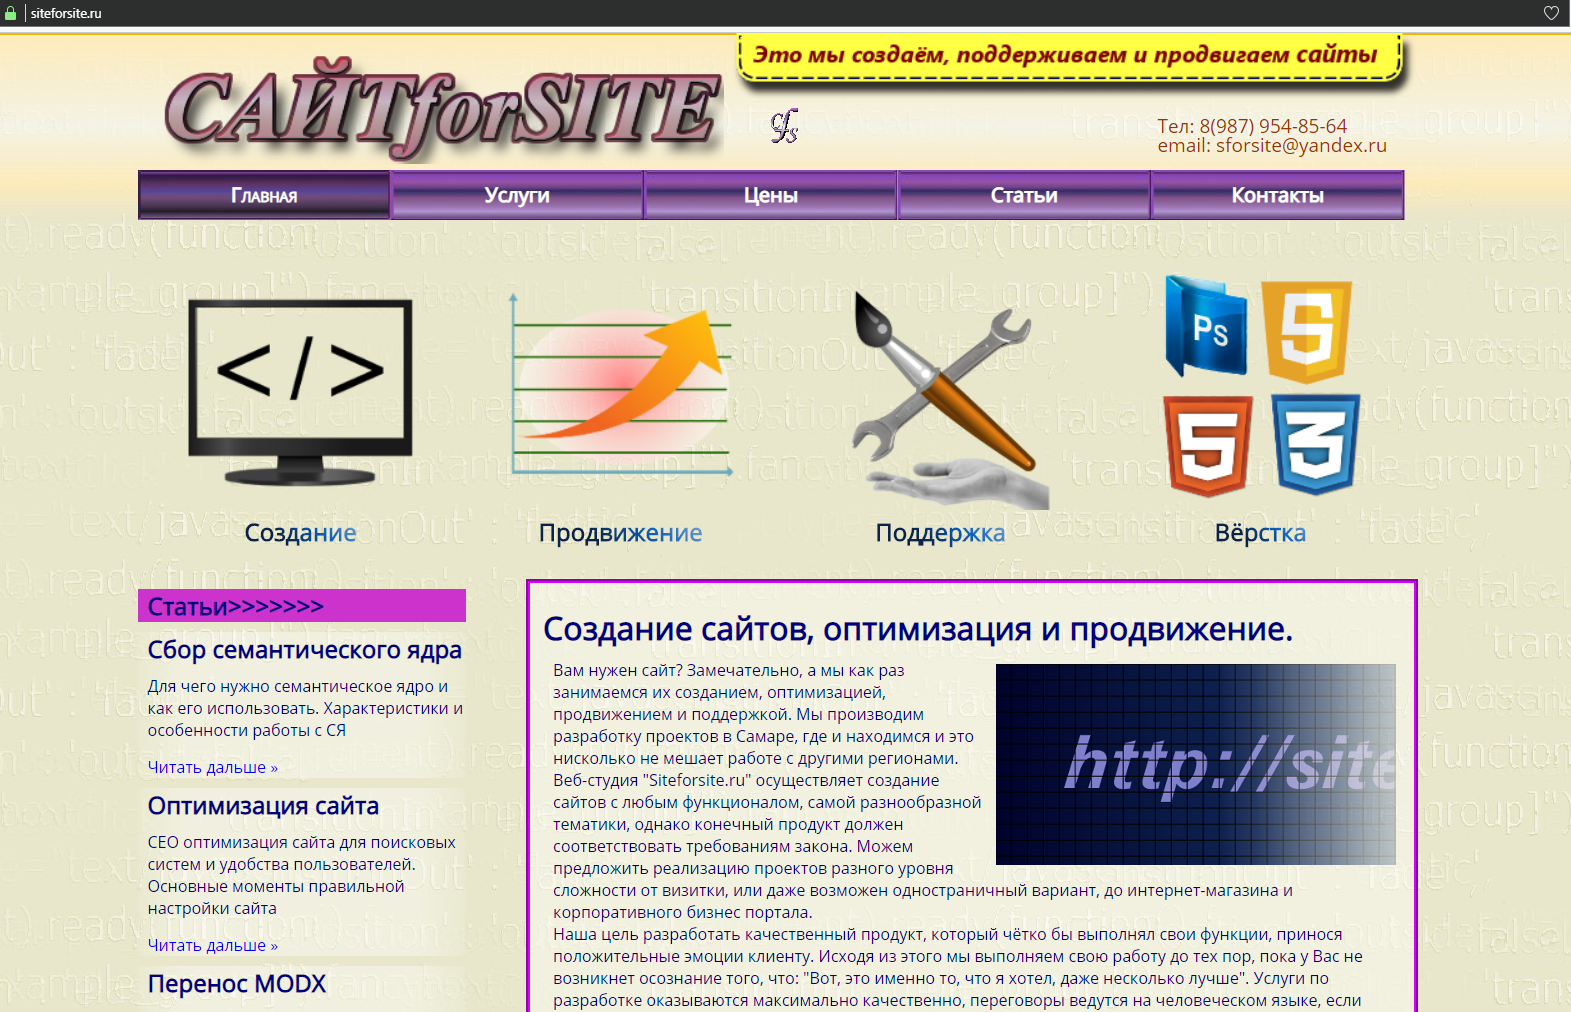 siteforsite.ru
Это мы создаём, поддерживаем и продвигаем сайты
САЙТforSITE
Тел: 8(987) 954-85-64
email: sforsite@yandex.ru
Главная
Услуги
Цены
Статьи
Контакты
</>
Ps
5
3
Создание
Продвижение
Поддержка
Вёрстка
Статьи>>>>>>>
Сбор семантического ядра
Для чего нужно семантическое ядро и
как его использовать. Характеристики и
особенности работы с СЯ
Читать дальше »
Оптимизация сайта
СЕО оптимизация сайта для поисковых
систем и удобства пользователей.
Основные моменты правильной
настройки сайта
Читать дальше »
Перенос MODX
Создание сайтов, оптимизация и продвижение.
Вам нужен сайт? Замечательно, а мы как раз
занимаемся их созданием, оптимизацией,
продвижением и поддержкой. Мы производим
разработку проектов в Самаре, где и находимся и это
нисколько не мешает работе с другими регионами.
Веб-студия "Siteforsite.ru" осуществляет создание
сайтов с любым функционалом, самой разнообразной
тематики, однако конечный продукт должен
соответствовать требованиям закона. Можем
предложить реализацию проектов разного уровня
сложности от визитки, или даже возможен одностраничный вариант, до интернет-магазина и
корпоративного бизнес портала.
Наша цель разработать качественный продукт, который чётко бы выполнял свои функции, принося
положительные эмоции клиенту. Исходя из этого мы выполняем свою работу до тех пор, пока у Вас не
возникнет осознание того, что: "Вот, это именно то, что я хотел, даже несколько лучше". Услуги по
разработке оказываются максимально качественно, переговоры ведутся на человеческом языке, если
http://site